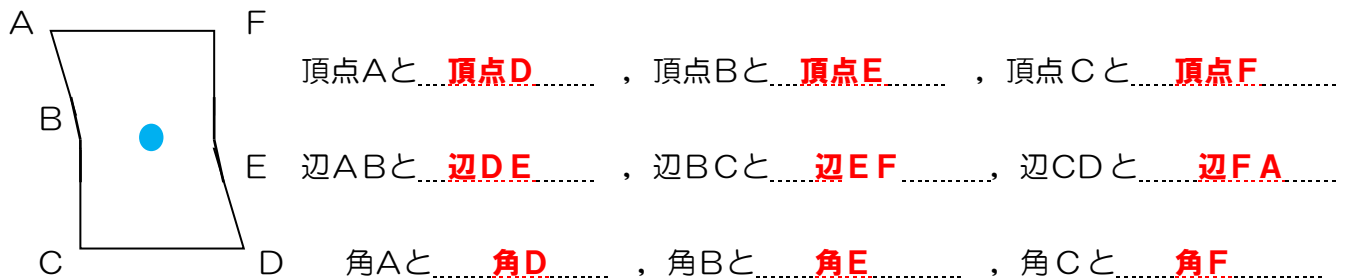 A F
頂点Aと 頂点D ，頂点Bと 頂点E ，頂点Ｃと 頂点F
B
E 辺ABと 辺DＥ ，辺BＣと 辺EＦ ，辺CDと 辺FＡ
C D 角Aと 角D ，角Bと 角E ，角Ｃと 角F